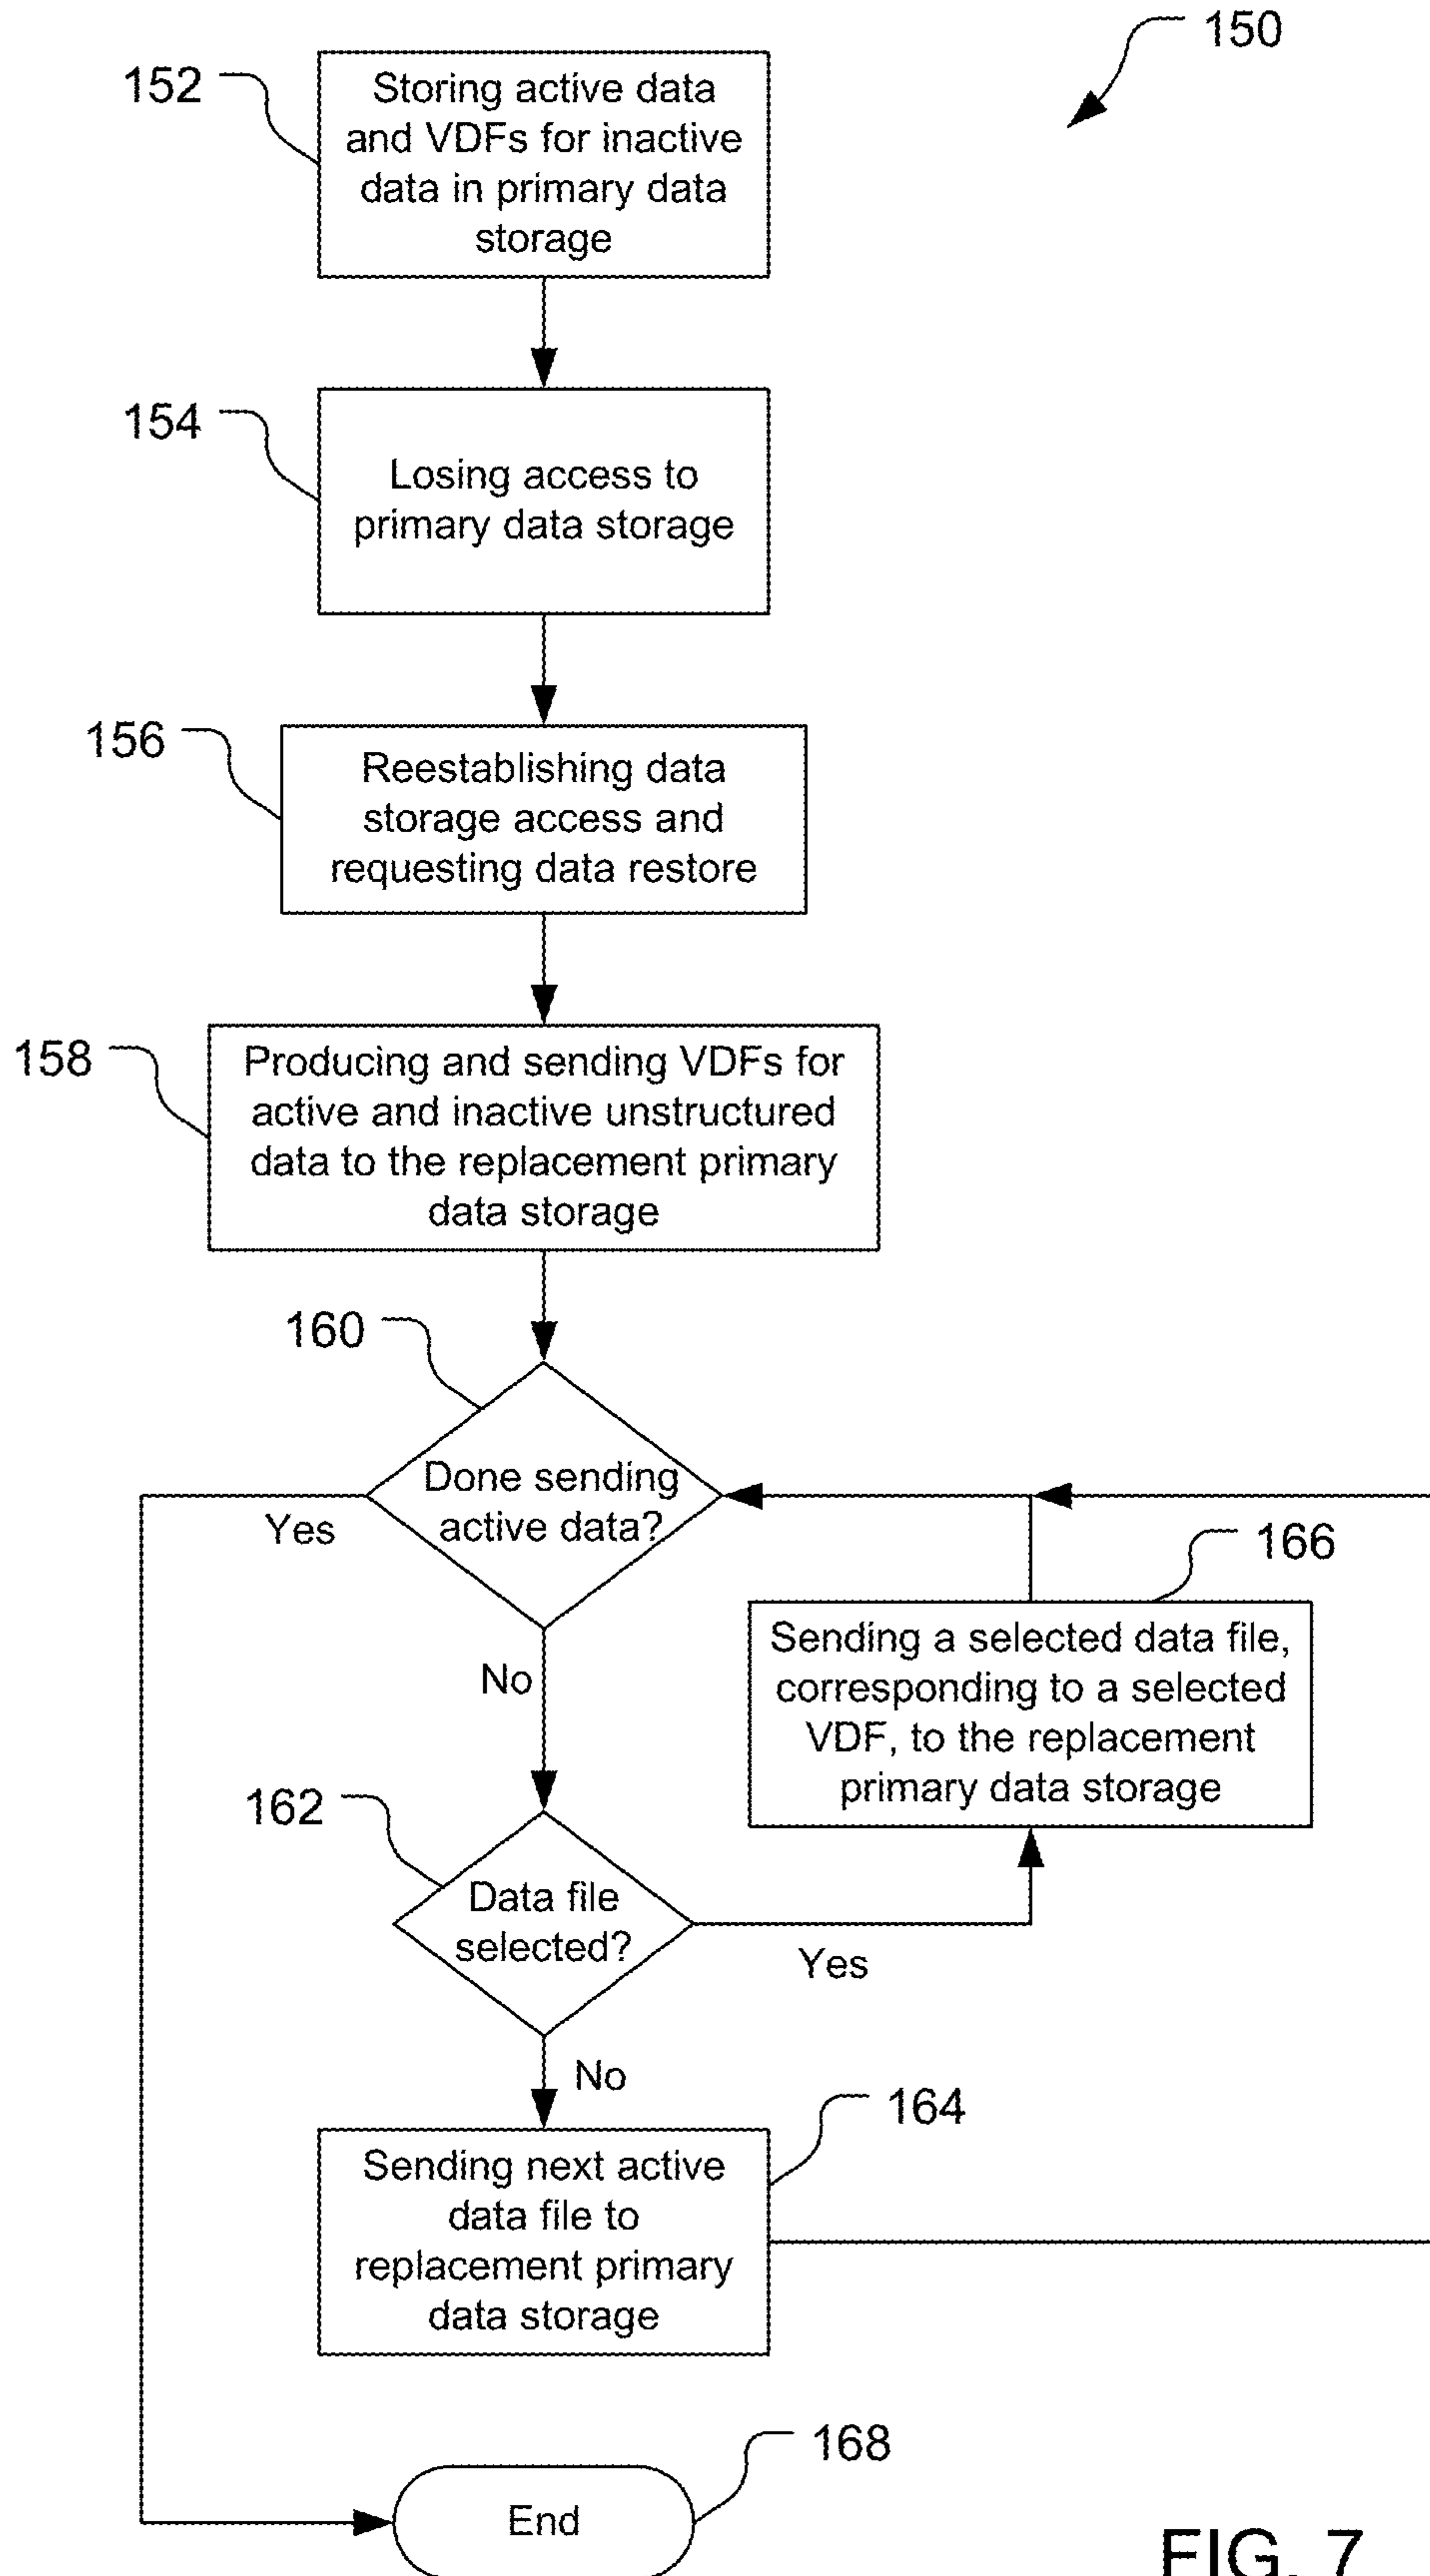 150
152
Storing active data
and VDFs for inactive
data in primary data
storage
154
Losing access to
primary data storage
156
Reestablishing data
storage access and
requesting data restore
158
Producing and sending VDFs for
active and inactive unstructured
data to the replacement primary
data storage
160
Done sending
active data?
Yes
No
166
Sending a selected data file,
corresponding to a selected
VDF, to the replacement
primary data storage
162
Data file
selected?
Yes
No
164
Sending next active
data file to
replacement primary
data storage
168
End
FIG. 7